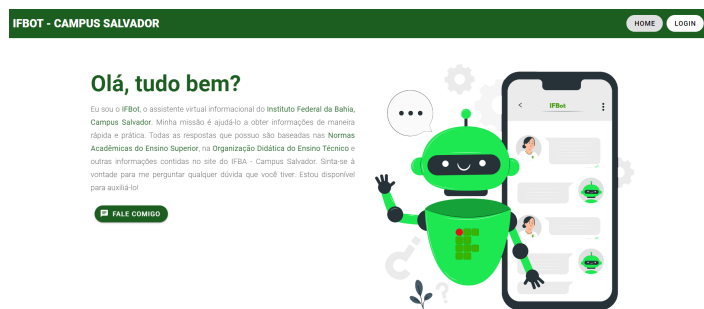 IFBOT - CAMPUS SALVADOR
HOME
LOGIN
Olá, tudo bem?
Eu sou o IFBot, o assistente virtual informacional do Instituto Federal da Bahia,
Campus Salvador. Minha missão é ajudá-lo a obter informações de maneira
rápida e prática. Todas as respostas que possuo são baseadas nas Normas
Acadêmicas do Ensino Superior, na Organização Didática do Ensino Técnico e
outras informações contidas no site do IFBA - Campus Salvador. Sinta-se à
vontade para me perguntar qualquer dúvida que você tiver. Estou disponível
para auxiliá-lo!
FALE COMIGO
IFBot